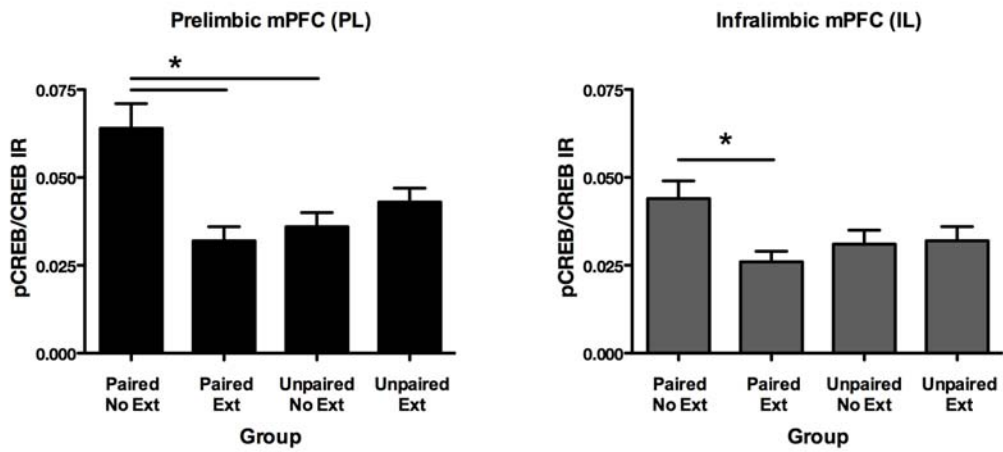 Prelimbic mPFC (PL)
*
pCREB/CREB IR
0.075
0.050
0.025
0.000
Paired
No Ext
Paired
Ext
Unpaired
No Ext
Unpaired
Ext
Group
Infralimbic mPFC (IL)
*
pCREB/CREB IR
0.075
0.050
0.025
0.000
Paired
No Ext
Paired
Ext
Unpaired
No Ext
Unpaired
Ext
Group